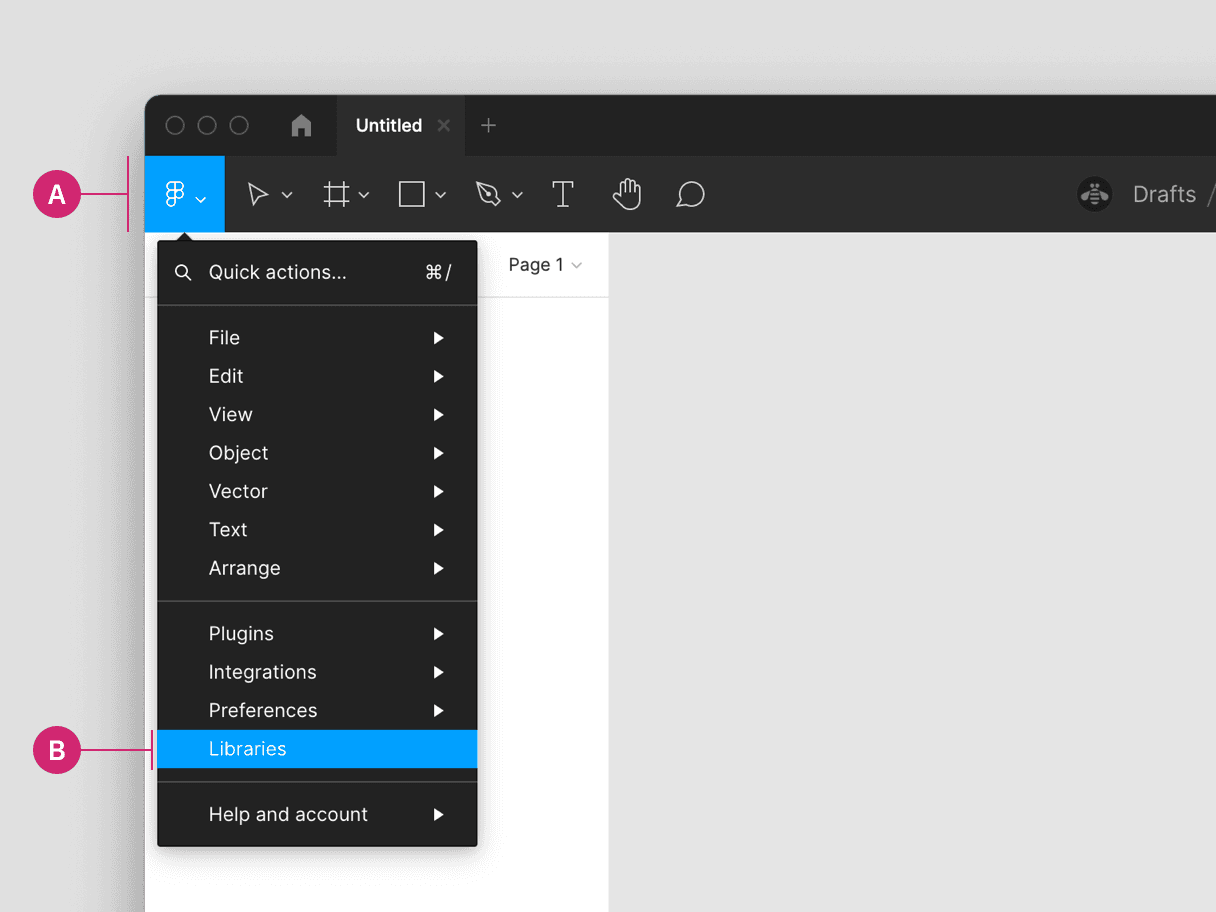 Untitled
A
Drafts /
Quick actions... ⌘/
Page 1
File
Edit
View
Object
Vector
Text
Arrange
Plugins
Integrations
Preferences
B
Libraries
Help and account